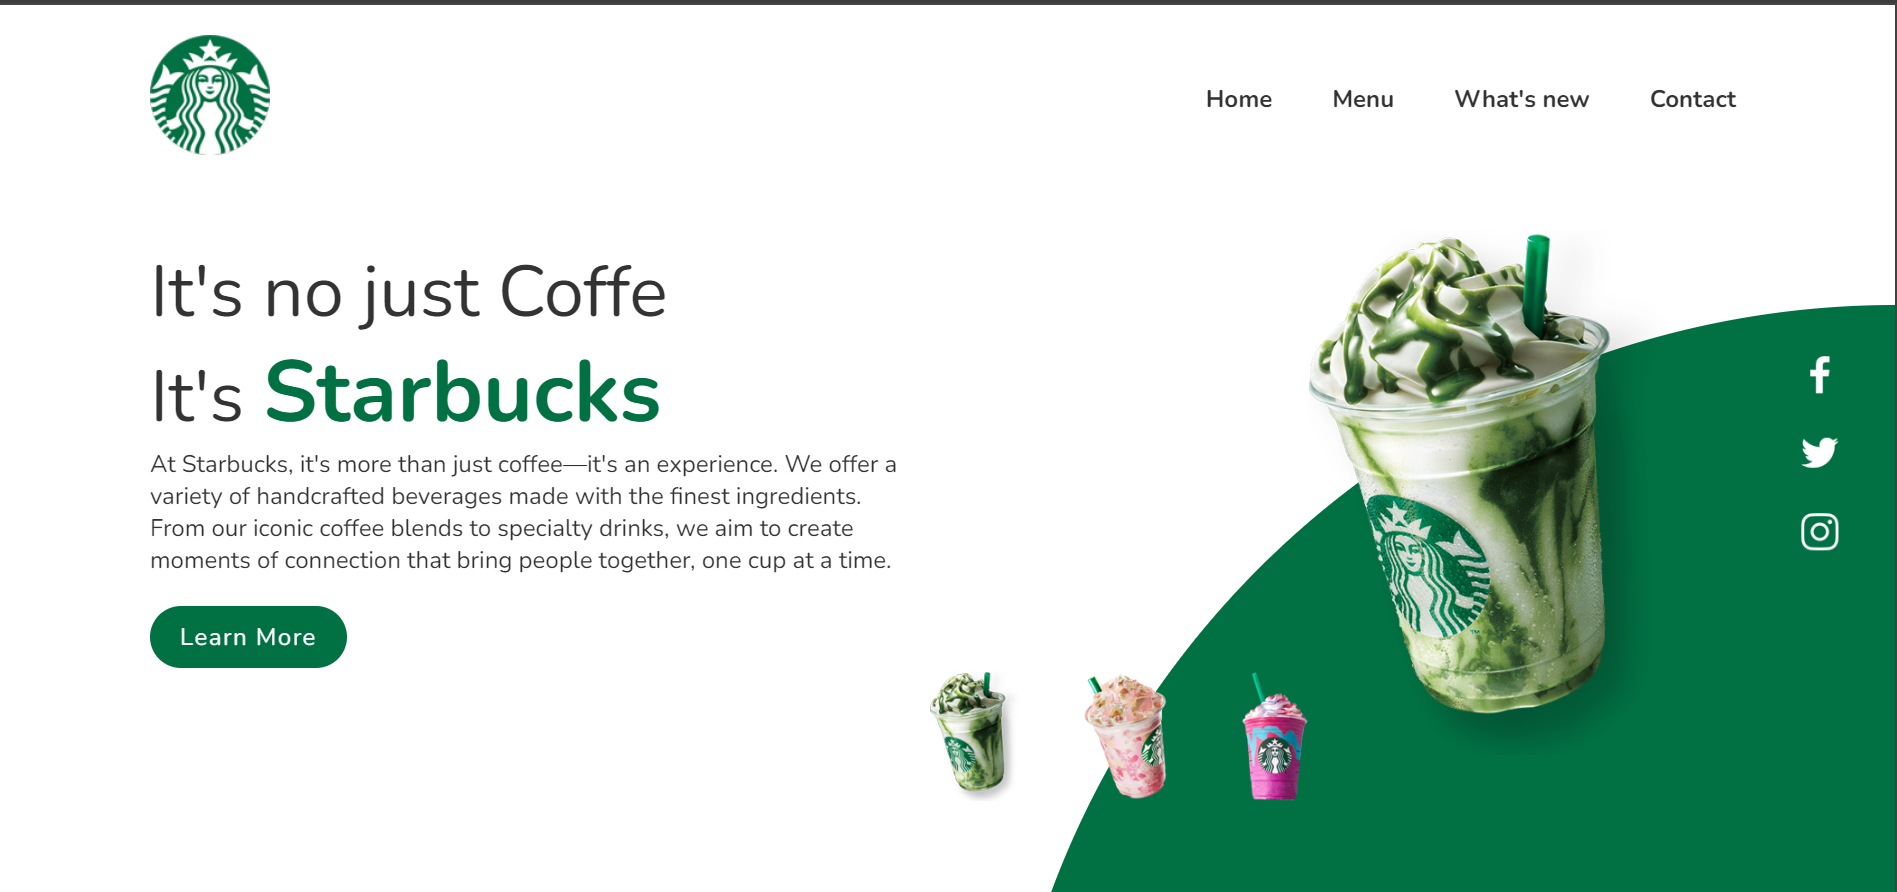 Home
Menu
What's new
Contact
It's no just Coffe
It's Starbucks
At Starbucks, it's more than just coffee—it's an experience. We offer a
variety of handcrafted beverages made with the finest ingredients.
From our iconic coffee blends to specialty drinks, we aim to create
moments of connection that bring people together, one cup at a time.
Learn More
TM